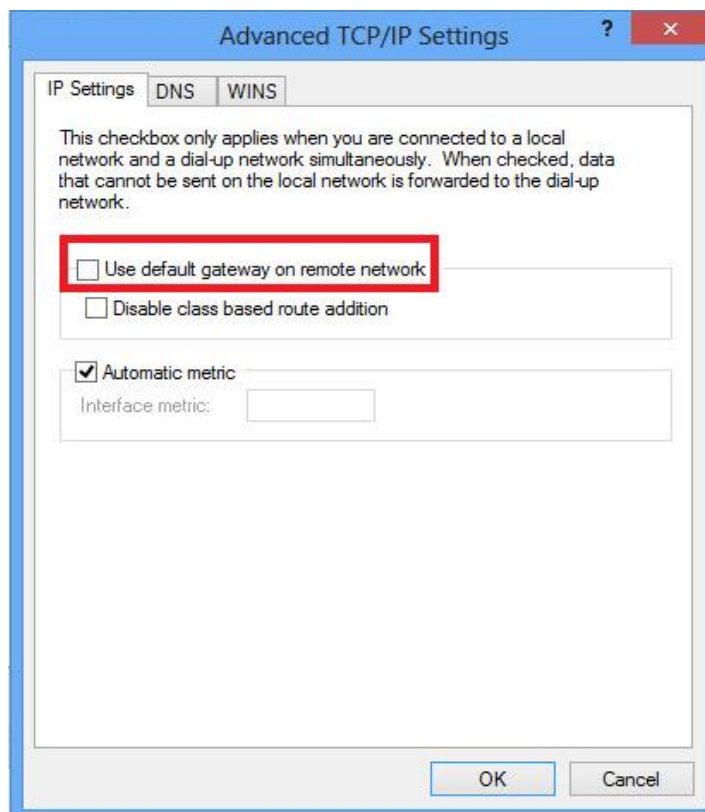 Advanced TCP/IP Settings
?
IP Settings DNS WINS
This checkbox only applies when you are connected to a local
network and a dial-up network simultaneously. When checked, data
that cannot be sent on the local network is forwarded to the dial-up
network.
Use default gateway on remote network
Disable class based route addition
Automatic metric
Interface metric:
OK Cancel